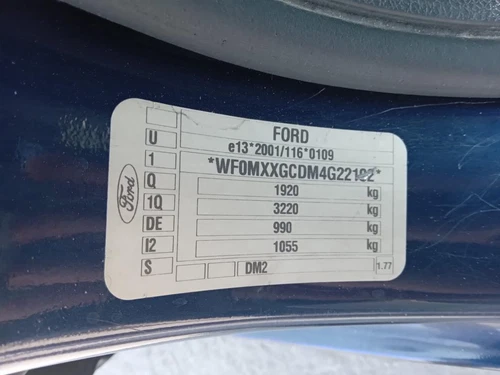 FORD
U e13*2001/116*0109
1 *WF0MXXGCDM4G22122*
Q 1920 kg
1Q 3220 kg
DE 990 kg
I2 1055 kg
S DM2 1.77
Ford